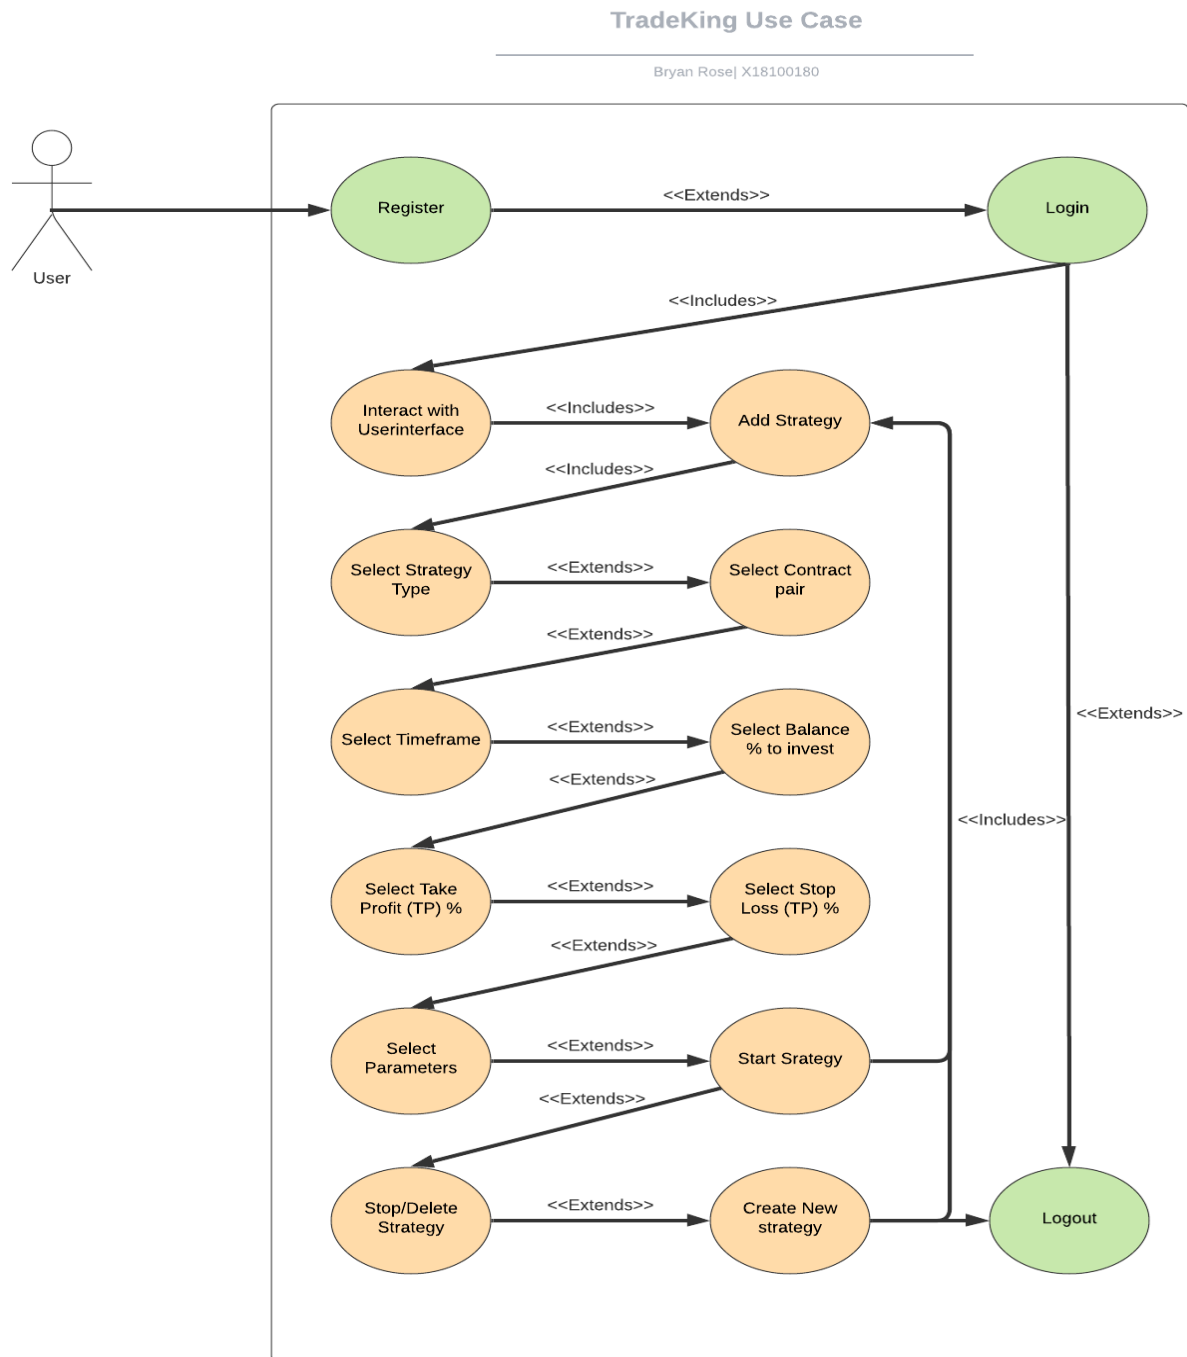 TradeKing Use Case
Bryan Rose| X18100180
User
Register
<<Extends>>
Login
<<Includes>>
Interact with
Userinterface
<<Includes>>
Add Strategy
<<Includes>>
Select Strategy
Type
<<Extends>>
Select Contract
pair
<<Extends>>
Select Timeframe
<<Extends>>
Select Balance
% to invest
<<Extends>>
<<Extends>>
<<Includes>>
Select Take
Profit (TP) %
<<Extends>>
Select Stop
Loss (TP) %
<<Extends>>
Select
Parameters
<<Extends>>
Start Srategy
<<Extends>>
Stop/Delete
Strategy
<<Extends>>
Create New
strategy
Logout